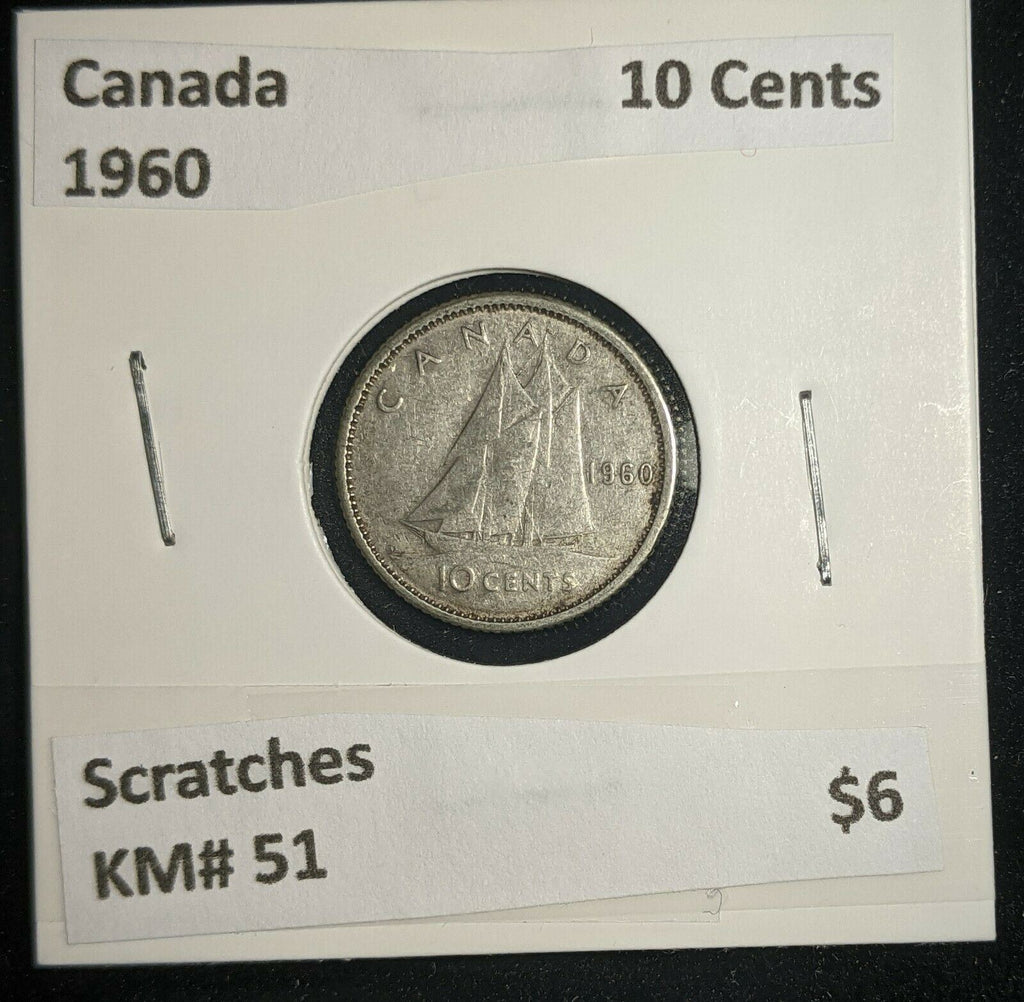 Canada 10 Cents
1960
CANADA
1960
10 CENTS
Scratches
$6
KM# 51